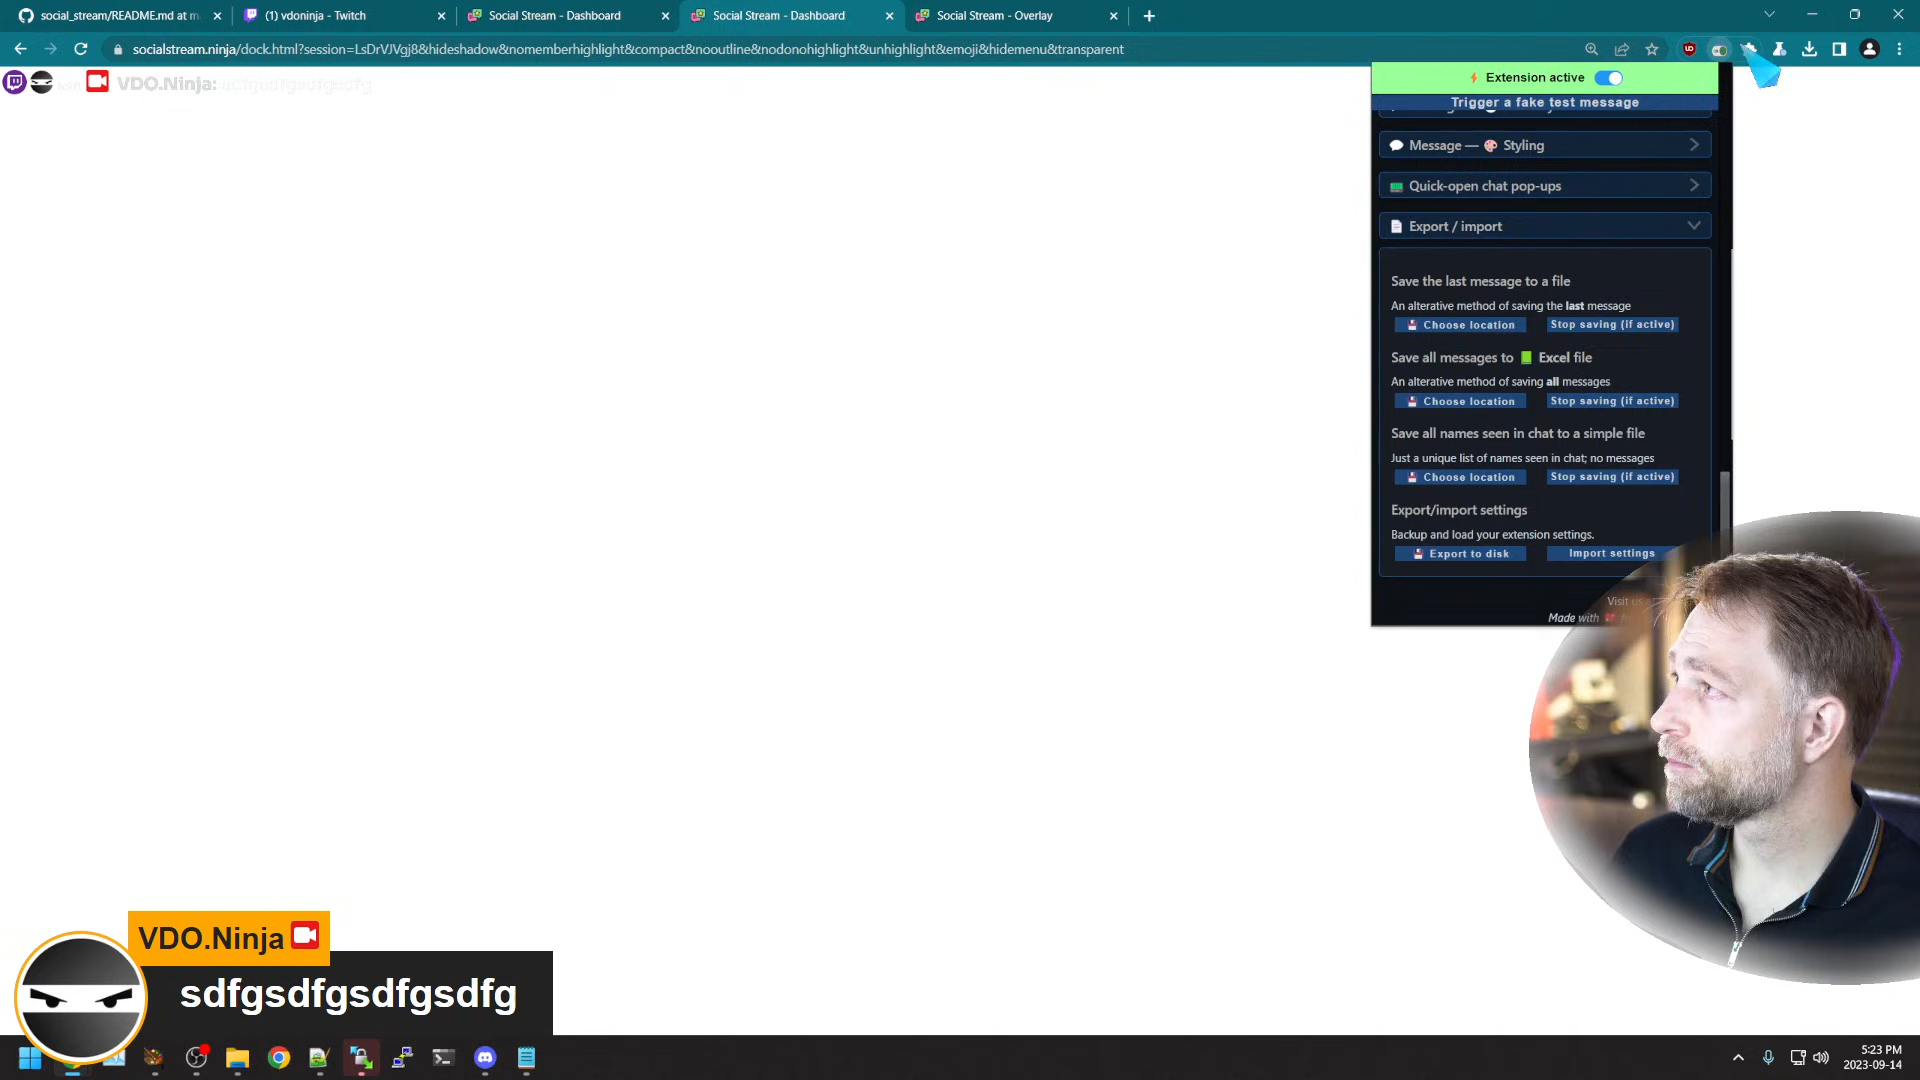 social_stream/README.md at m
(1) vdoninja - Twitch
Social Stream - Dashboard
Social Stream - Dashboard
Social Stream - Overlay
socialstream.ninja/dock.html?session=LsDrVJVgj8&hideshadow&nomemberhighlight&compact&nooutline&nodonohighlight&unhighlight&emoji&hidemenu&transparent
VDO.Ninja: sdfgsdfgsdfgsdfg
Extension active
Trigger a fake test message
Message — 🎨 Styling
Quick-open chat pop-ups
Export / import
Save the last message to a file
An alterative method of saving the last message
Choose location
Stop saving (if active)
Save all messages to 📗 Excel file
An alterative method of saving all messages
Choose location
Stop saving (if active)
Save all names seen in chat to a simple file
Just a unique list of names seen in chat; no messages
Choose location
Stop saving (if active)
Export/import settings
Backup and load your extension settings.
Export to disk
Import settings
Visit us
Made with
VDO.Ninja
sdfgsdfgsdfgsdfg
5:23 PM
2023-09-14